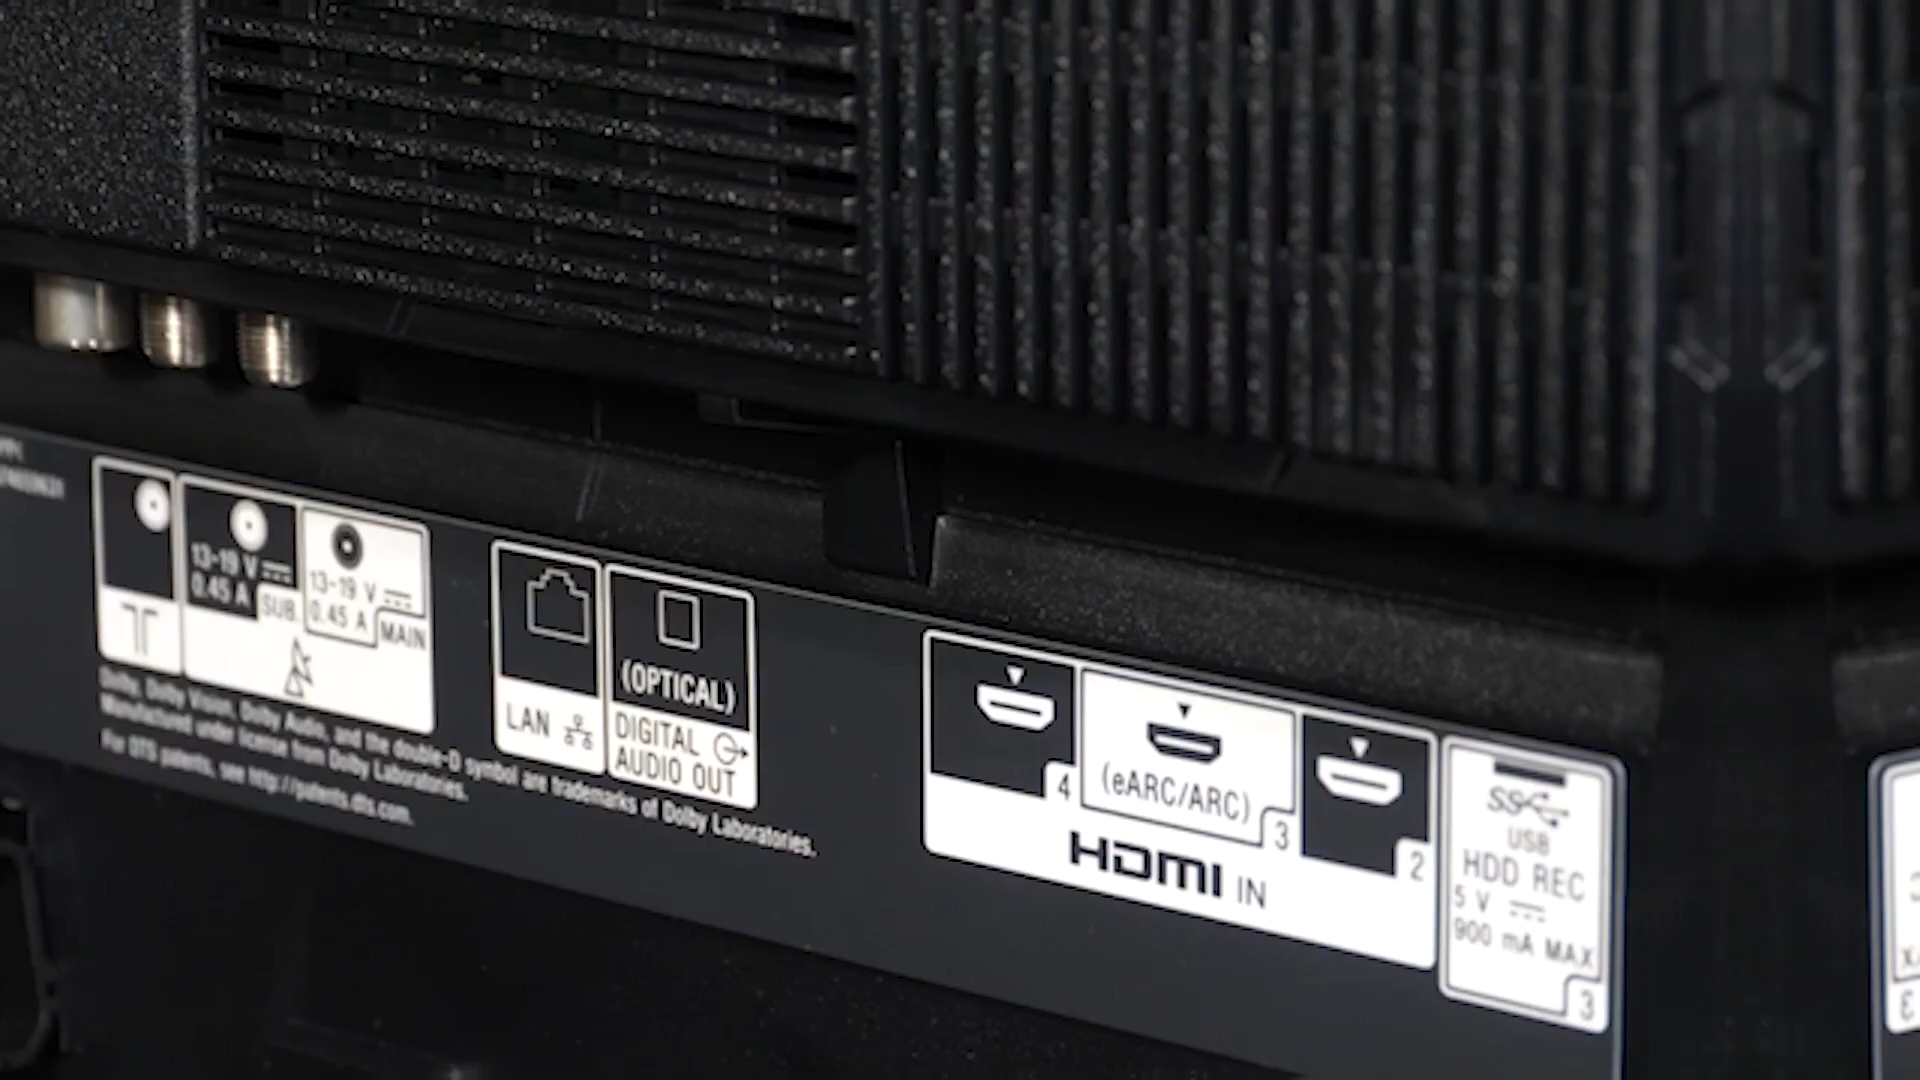 13-19 V
0.45 A
SUB
13-19 V
0.45 A
MAIN
Dolby, Dolby Vision, Dolby Audio, and the double-D symbol are trademarks of Dolby Laboratories.
Manufactured under license from Dolby Laboratories.
For DTS patents, see http://patents.dts.com.
LAN
(OPTICAL)
DIGITAL
AUDIO OUT
4
(eARC/ARC)
3
2
HDMI IN
SS
USB
HDD REC
5 V
900 mA MAX
3